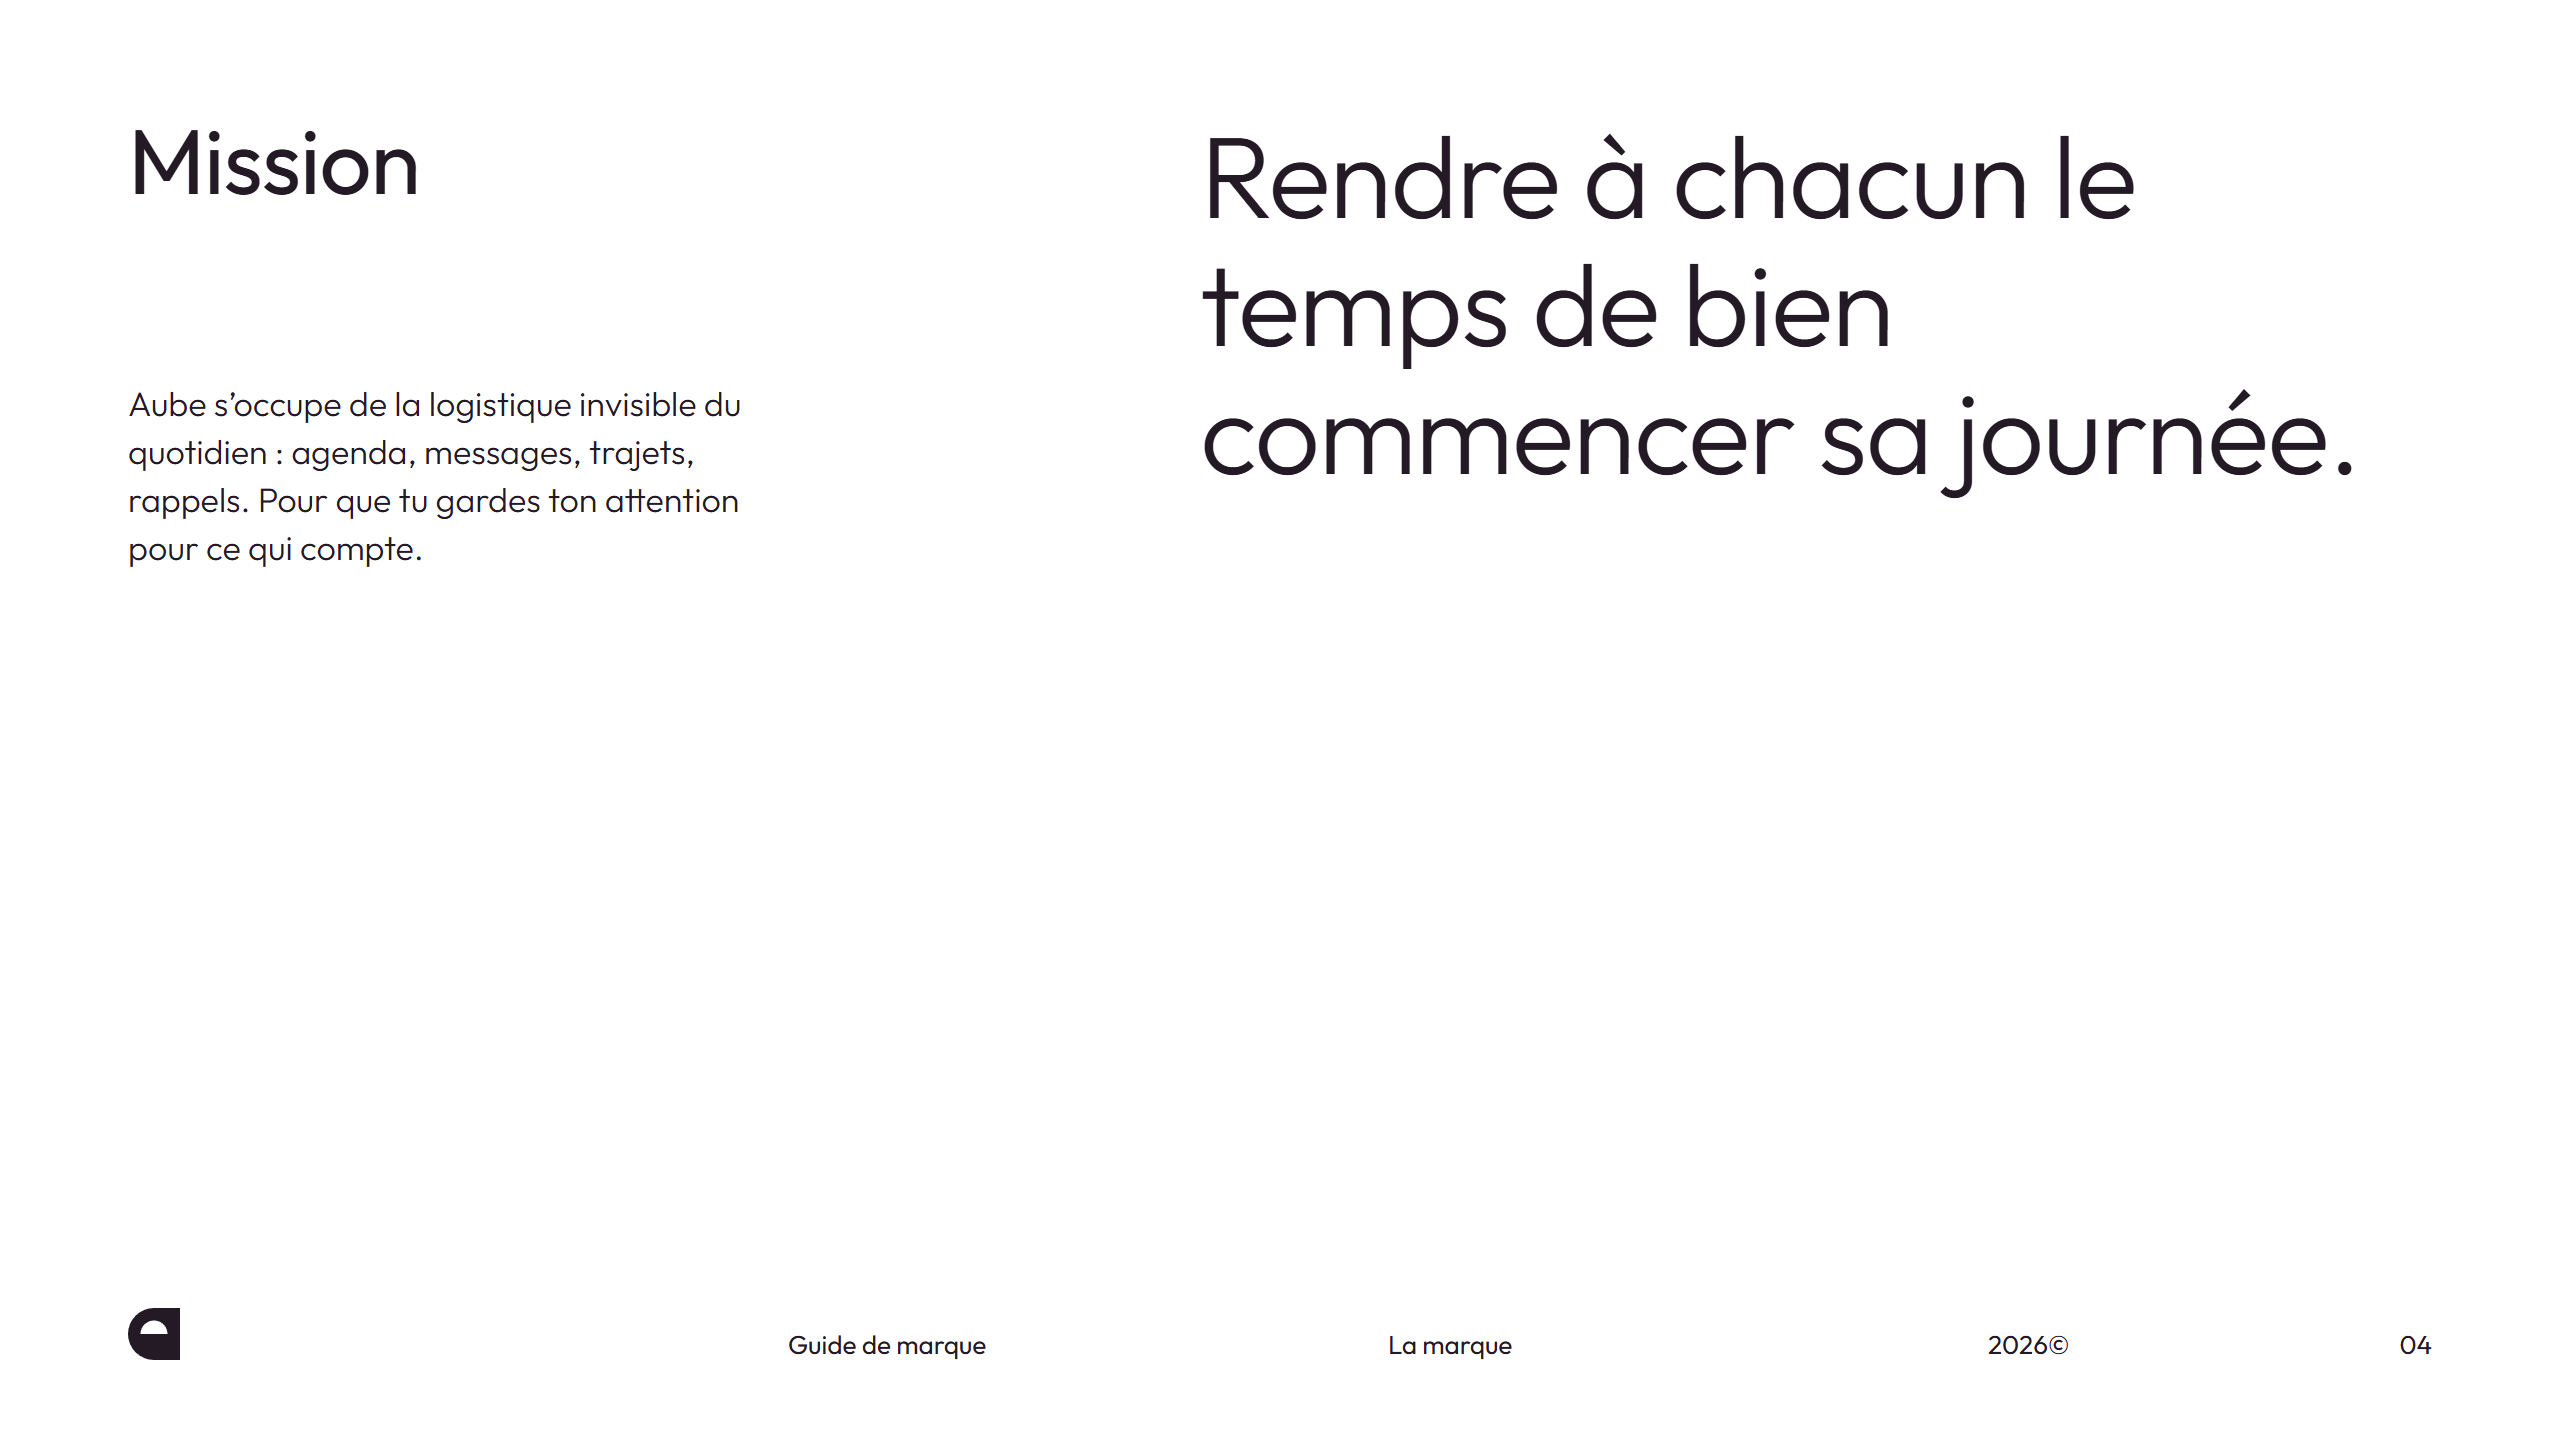 Mission
Rendre à chacun le
temps de bien
commencer sa journée.
Aube s’occupe de la logistique invisible du
quotidien : agenda, messages, trajets,
rappels. Pour que tu gardes ton attention
pour ce qui compte.
Guide de marque
La marque
2026©
04